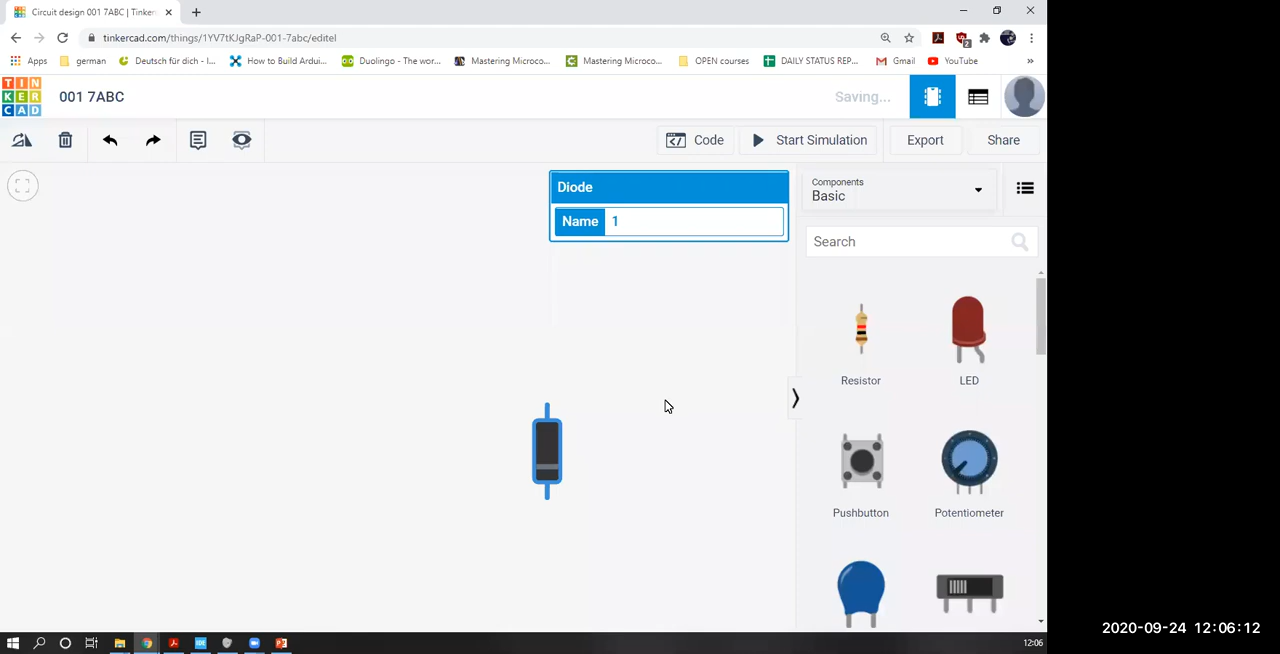 Circuit design 001 7ABC | Tinker
tinkercad.com/things/1YV7tKJgRaP-001-7abc/editel
2
Apps
german
Deutsch für dich - I...
How to Build Ardui...
Duolingo - The wor...
Mastering Microco...
Mastering Microco...
OPEN courses
DAILY STATUS REP...
Gmail
YouTube
»
TIN
KER
CAD
001 7ABC
Saving...
Code
Start Simulation
Export
Share
Diode
Name 1
Components
Basic
Search
Resistor
LED
Pushbutton
Potentiometer
12:06
2020-09-24 12:06:12